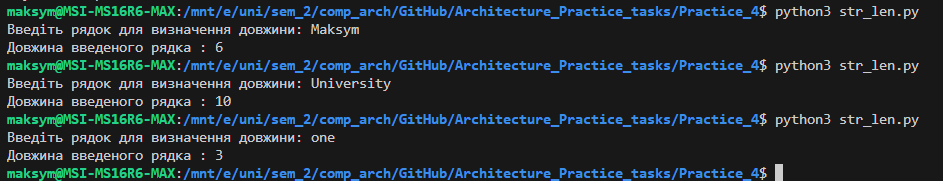 maksym@MSI-MS16R6-MAX:/mnt/e/uni/sem_2/comp_arch/GitHub/Architecture_Practice_tasks/Practice_4$ python3 str_len.py
Введіть рядок для визначення довжини: Maksym
Довжина введеного рядка : 6
maksym@MSI-MS16R6-MAX:/mnt/e/uni/sem_2/comp_arch/GitHub/Architecture_Practice_tasks/Practice_4$ python3 str_len.py
Введіть рядок для визначення довжини: University
Довжина введеного рядка : 10
maksym@MSI-MS16R6-MAX:/mnt/e/uni/sem_2/comp_arch/GitHub/Architecture_Practice_tasks/Practice_4$ python3 str_len.py
Введіть рядок для визначення довжини: one
Довжина введеного рядка : 3
maksym@MSI-MS16R6-MAX:/mnt/e/uni/sem_2/comp_arch/GitHub/Architecture_Practice_tasks/Practice_4$